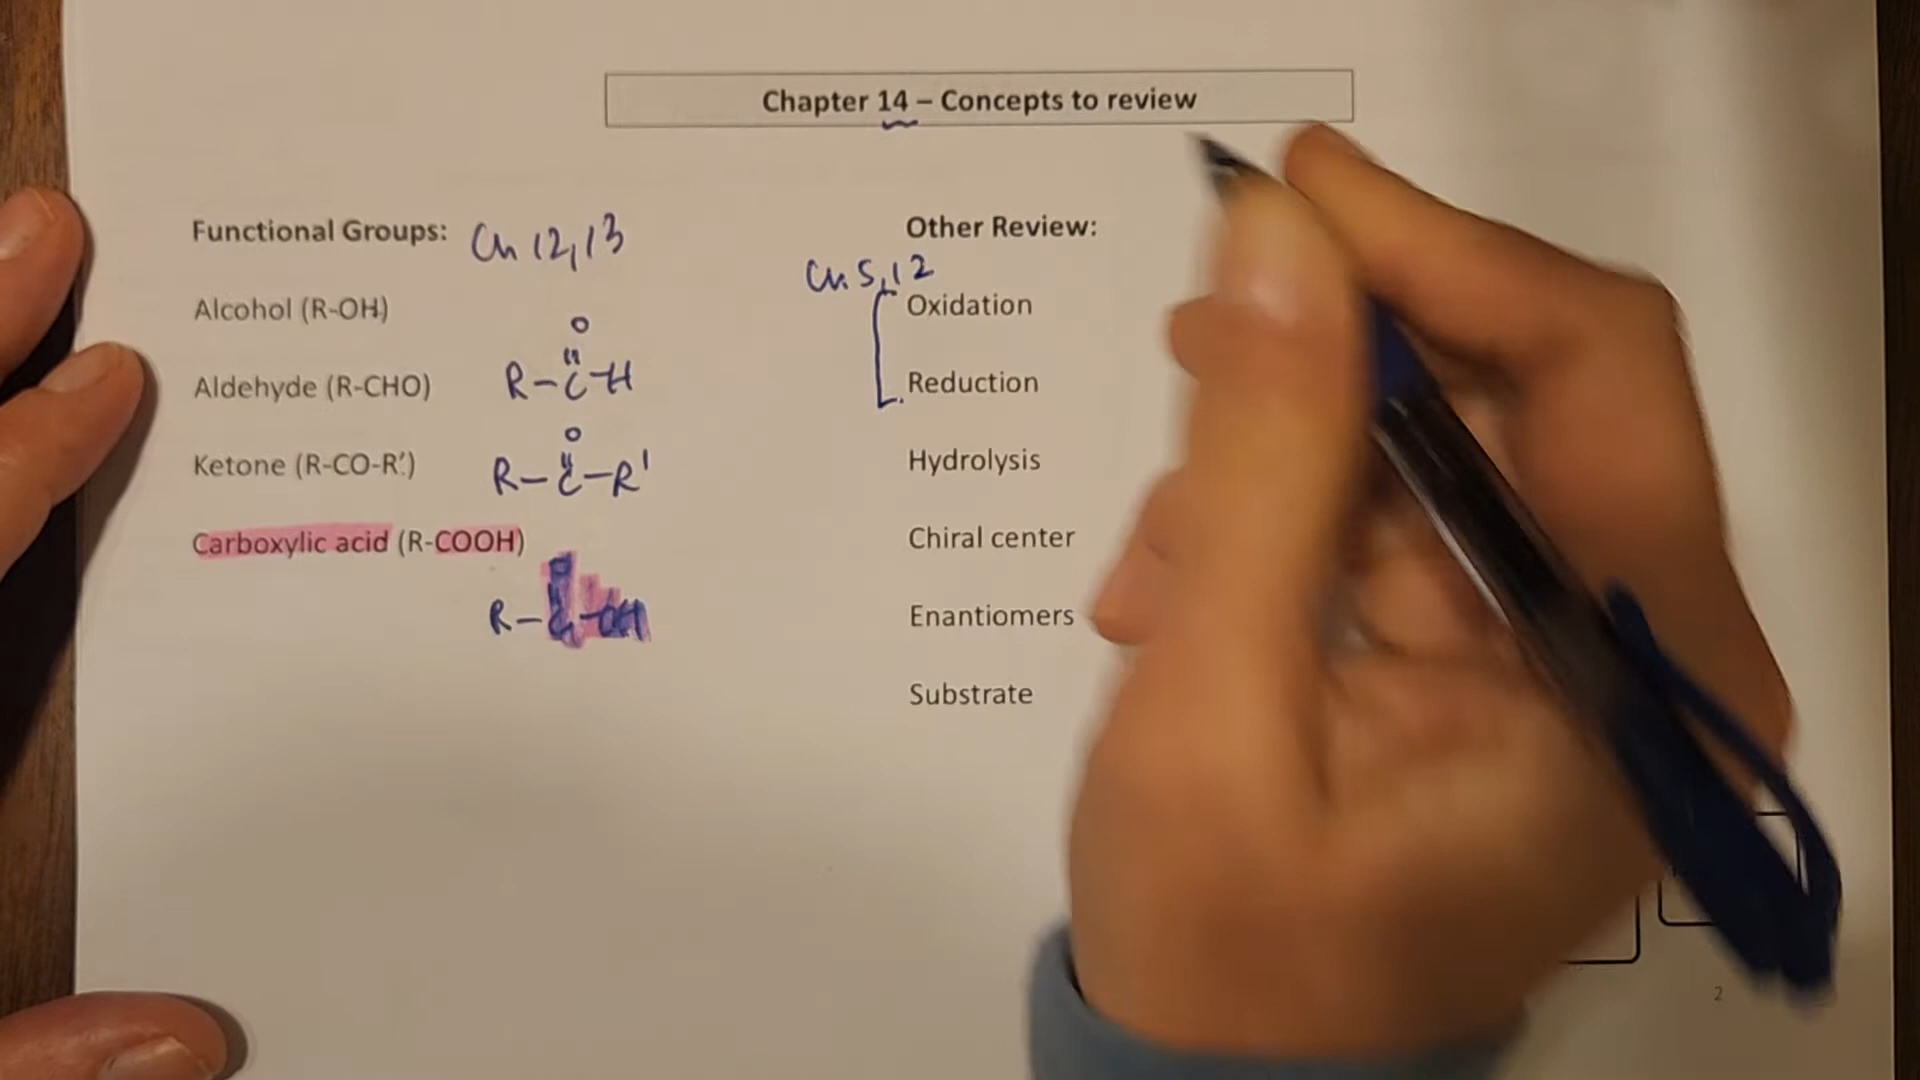 Chapter 14 – Concepts to review
Functional Groups: Ch 12,13
Alcohol (R-OH)
Aldehyde (R-CHO)
O
R-C-H
Ketone (R-CO-R')
O
R-C-R'
Carboxylic acid (R-COOH)
O
R-C-OH
Other Review:
Ch. 5,12
Oxidation
Reduction
Hydrolysis
Chiral center
Enantiomers
Substrate
2